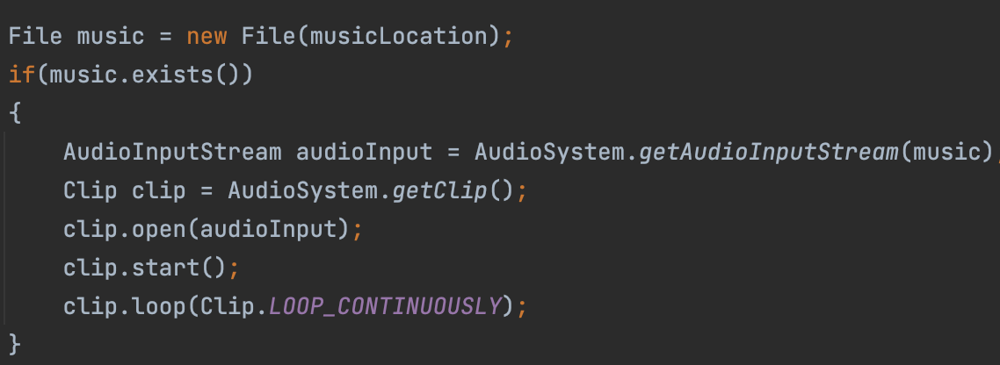 File music = new File(musicLocation);
if(music.exists())
{
    AudioInputStream audioInput = AudioSystem.getAudioInputStream(music);
    Clip clip = AudioSystem.getClip();
    clip.open(audioInput);
    clip.start();
    clip.loop(Clip.LOOP_CONTINUOUSLY);
}